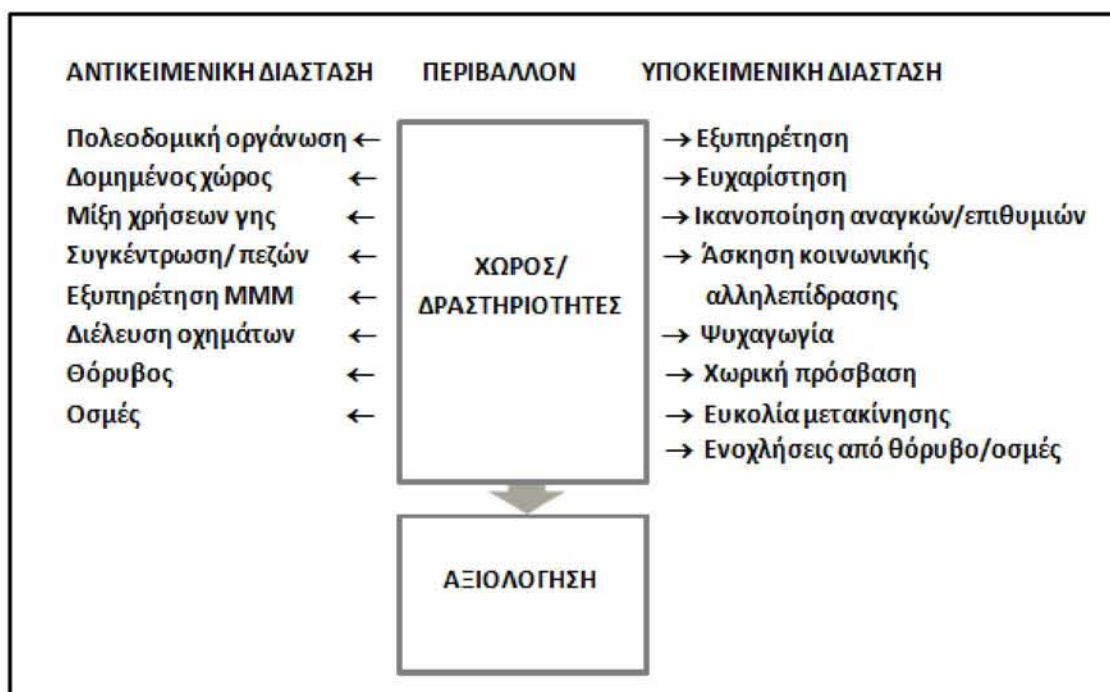 ΑΝΤΙΚΕΙΜΕΝΙΚΗ ΔΙΑΣΤΑΣΗ
Πολεοδομική οργάνωση ←
Δομημένος χώρος ←
Μίξη χρήσεων γης ←
Συγκέντρωση/ πεζών ←
Εξυπηρέτηση ΜΜΜ ←
Διέλευση οχημάτων ←
Θόρυβος ←
Οσμές ←
ΠΕΡΙΒΑΛΛΟΝ
ΧΩΡΟΣ/
ΔΡΑΣΤΗΡΙΟΤΗΤΕΣ
ΑΞΙΟΛΟΓΗΣΗ
ΥΠΟΚΕΙΜΕΝΙΚΗ ΔΙΑΣΤΑΣΗ
→ Εξυπηρέτηση
→ Ευχαρίστηση
→ Ικανοποίηση αναγκών/επιθυμιών
→ Άσκηση κοινωνικής
αλληλεπίδρασης
→ Ψυχαγωγία
→ Χωρική πρόσβαση
→ Ευκολία μετακίνησης
→ Ενοχλήσεις από θόρυβο/οσμές